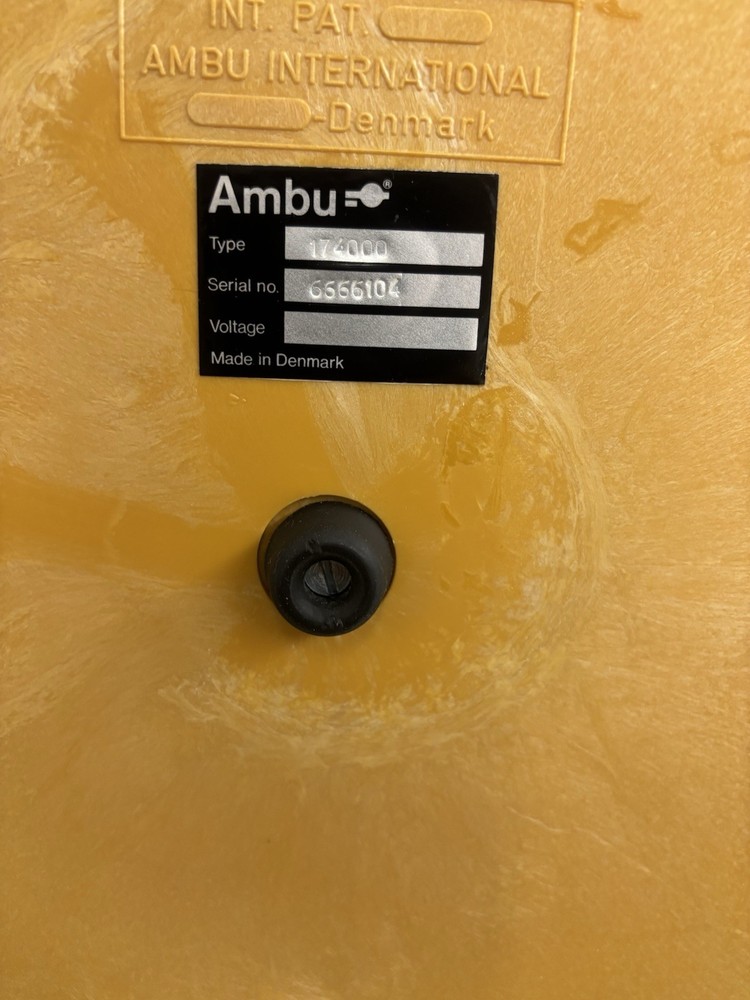 INT. PAT.
AMBU INTERNATIONAL
-Denmark
Ambu®
Type 174000
Serial no. 6666104
Voltage
Made in Denmark